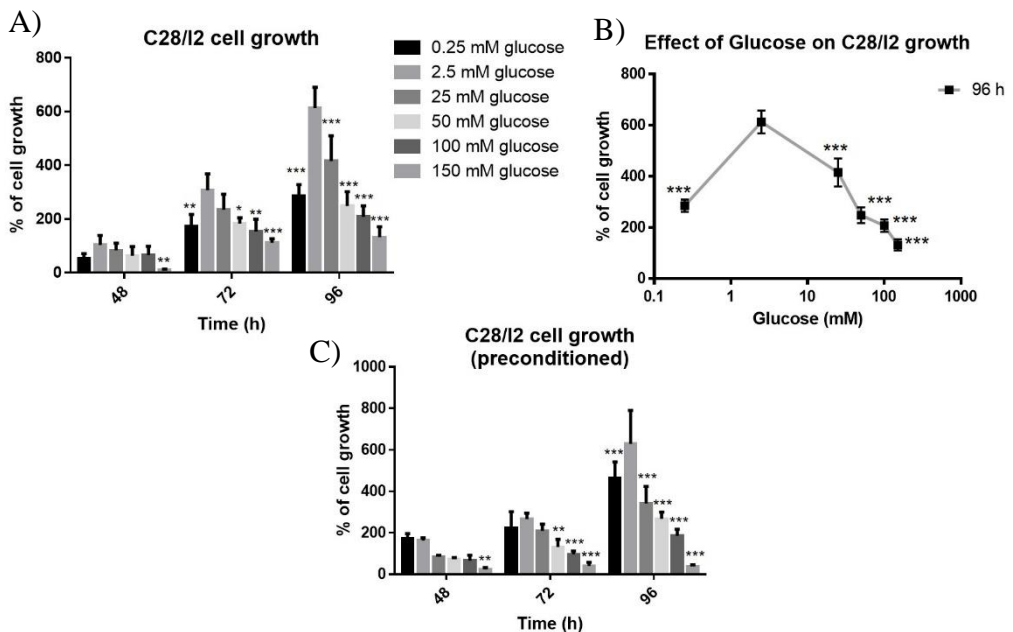 A)
C28/I2 cell growth
% of cell growth
800
600
400
200
0
**
**
*
**
***
***
***
***
***
***
48
72
96
Time (h)
0.25 mM glucose
2.5 mM glucose
25 mM glucose
50 mM glucose
100 mM glucose
150 mM glucose
B)
Effect of Glucose on C28/I2 growth
% of cell growth
800
600
400
200
0
***
***
***
***
***
96 h
0.1
1
10
100
1000
Glucose (mM)
C)
C28/I2 cell growth
(preconditioned)
% of cell growth
1000
800
600
400
200
0
**
**
***
***
***
***
***
***
***
48
72
96
Time (h)